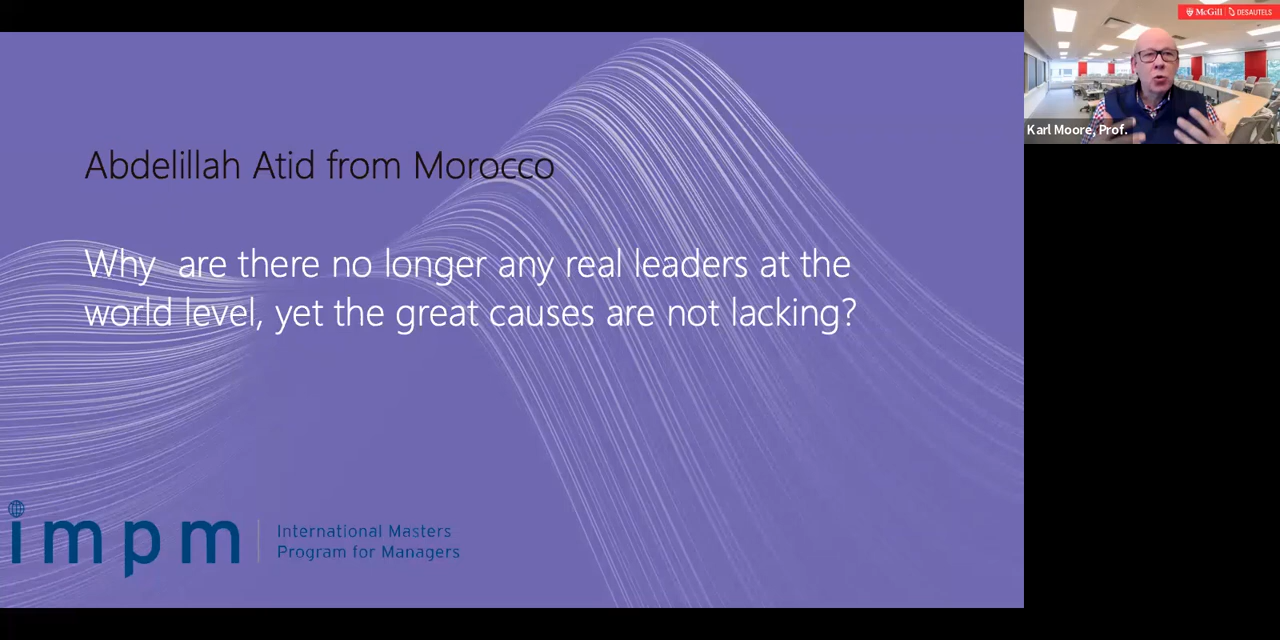 Abdelillah Atid from Morocco
Why  are there no longer any real leaders at the
world level, yet the great causes are not lacking?
impm
International Masters
Program for Managers
McGill DESAUTELS
Karl Moore, Prof.